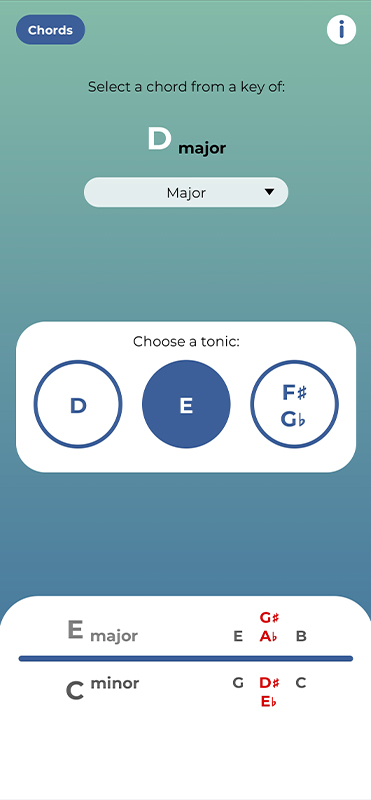 Chords
i
Select a chord from a key of:
D major
Major
Choose a tonic:
D
E
F♯
G♭
E major
E
G♯
A♭
B
C minor
G
D♯
E♭
C